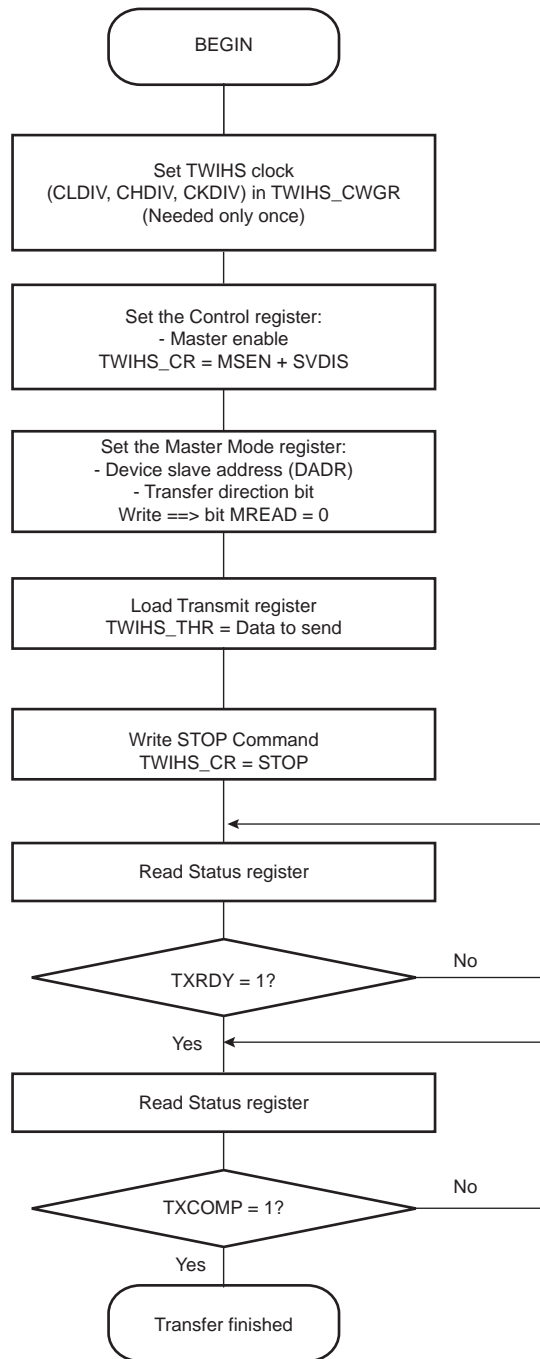 BEGIN
Set TWIHS clock
(CLDIV, CHDIV, CKDIV) in TWIHS_CWGR
(Needed only once)
Set the Control register:
- Master enable
TWIHS_CR = MSEN + SVDIS
Set the Master Mode register:
- Device slave address (DADR)
- Transfer direction bit
Write ==> bit MREAD = 0
Load Transmit register
TWIHS_THR = Data to send
Write STOP Command
TWIHS_CR = STOP
Read Status register
TXRDY = 1?
No
Yes
Read Status register
TXCOMP = 1?
No
Yes
Transfer finished